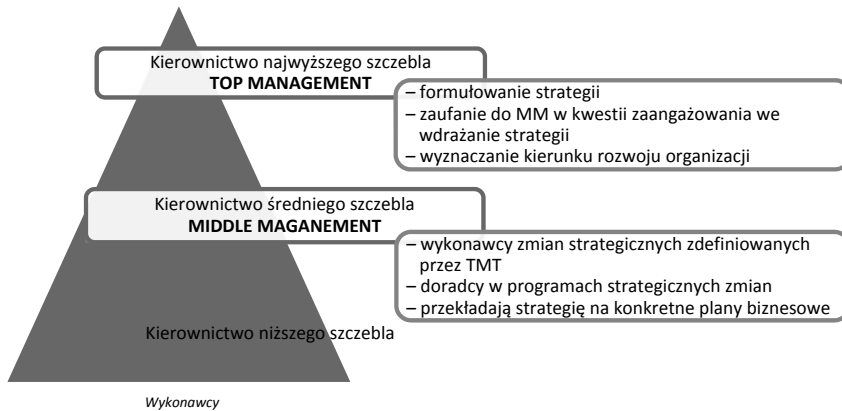 Kierownictwo najwyższego szczebla
TOP MANAGEMENT
– formułowanie strategii
– zaufanie do MM w kwestii zaangażowania we
wdrażanie strategii
– wyznaczanie kierunku rozwoju organizacji
Kierownictwo średniego szczebla
MIDDLE MAGANEMENT
– wykonawcy zmian strategicznych zdefiniowanych
przez TMT
– doradcy w programach strategicznych zmian
– przekładają strategię na konkretne plany biznesowe
Kierownictwo niższego szczebla
Wykonawcy